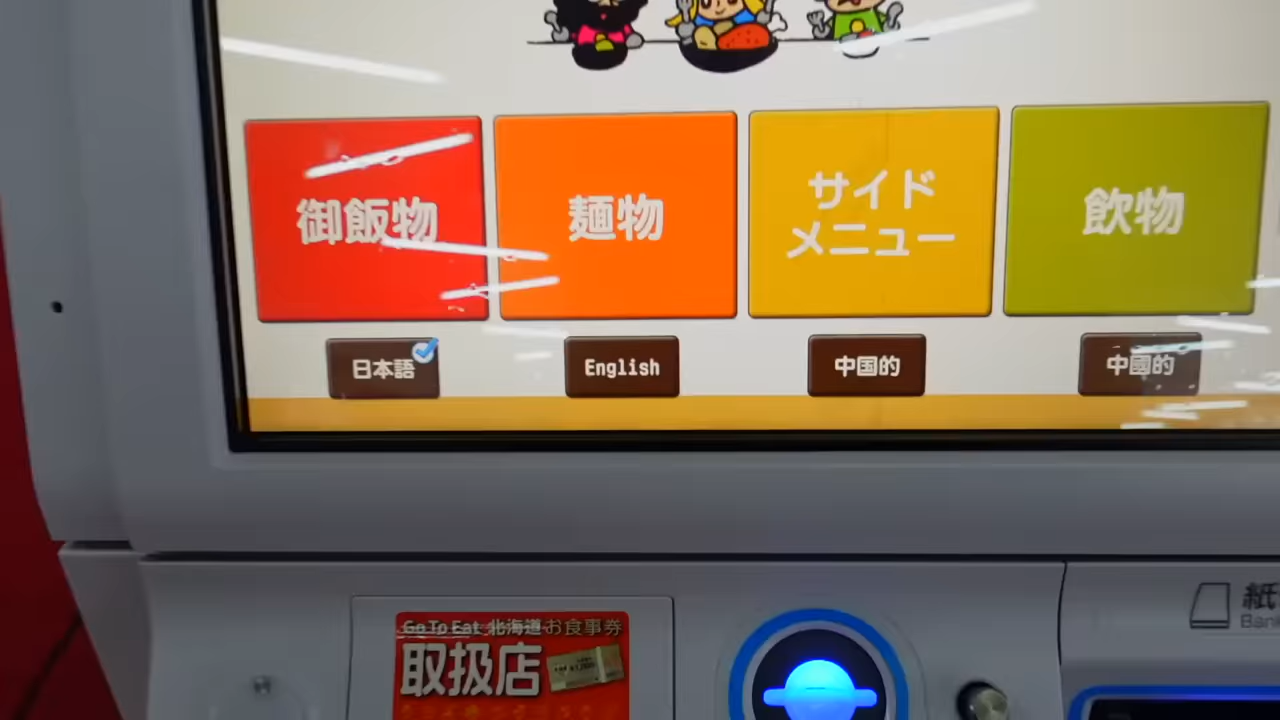 御飯物
麺物
サイド
メニュー
飲物
日本語
English
中国的
中國的
Go To Eat 北海道お食事券
取扱店
紙
Bank